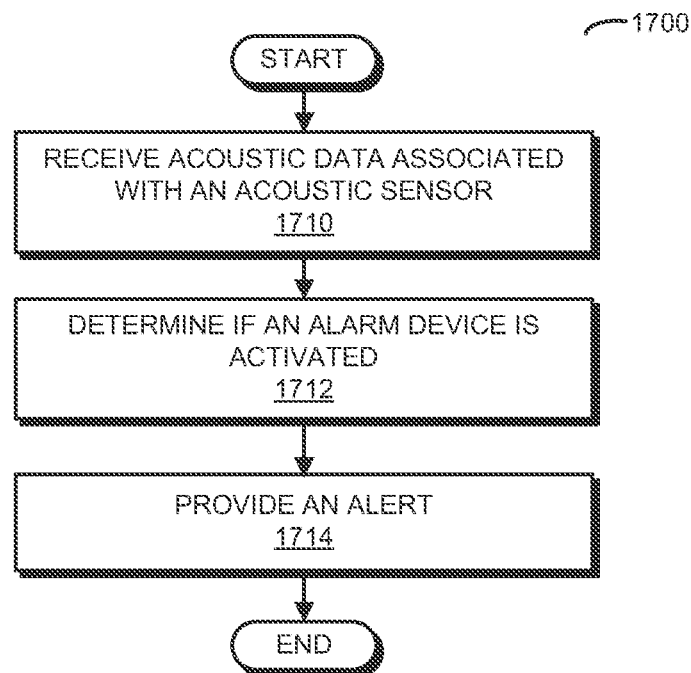 1700
START
RECEIVE ACOUSTIC DATA ASSOCIATED
WITH AN ACOUSTIC SENSOR
1710
DETERMINE IF AN ALARM DEVICE IS
ACTIVATED
1712
PROVIDE AN ALERT
1714
END